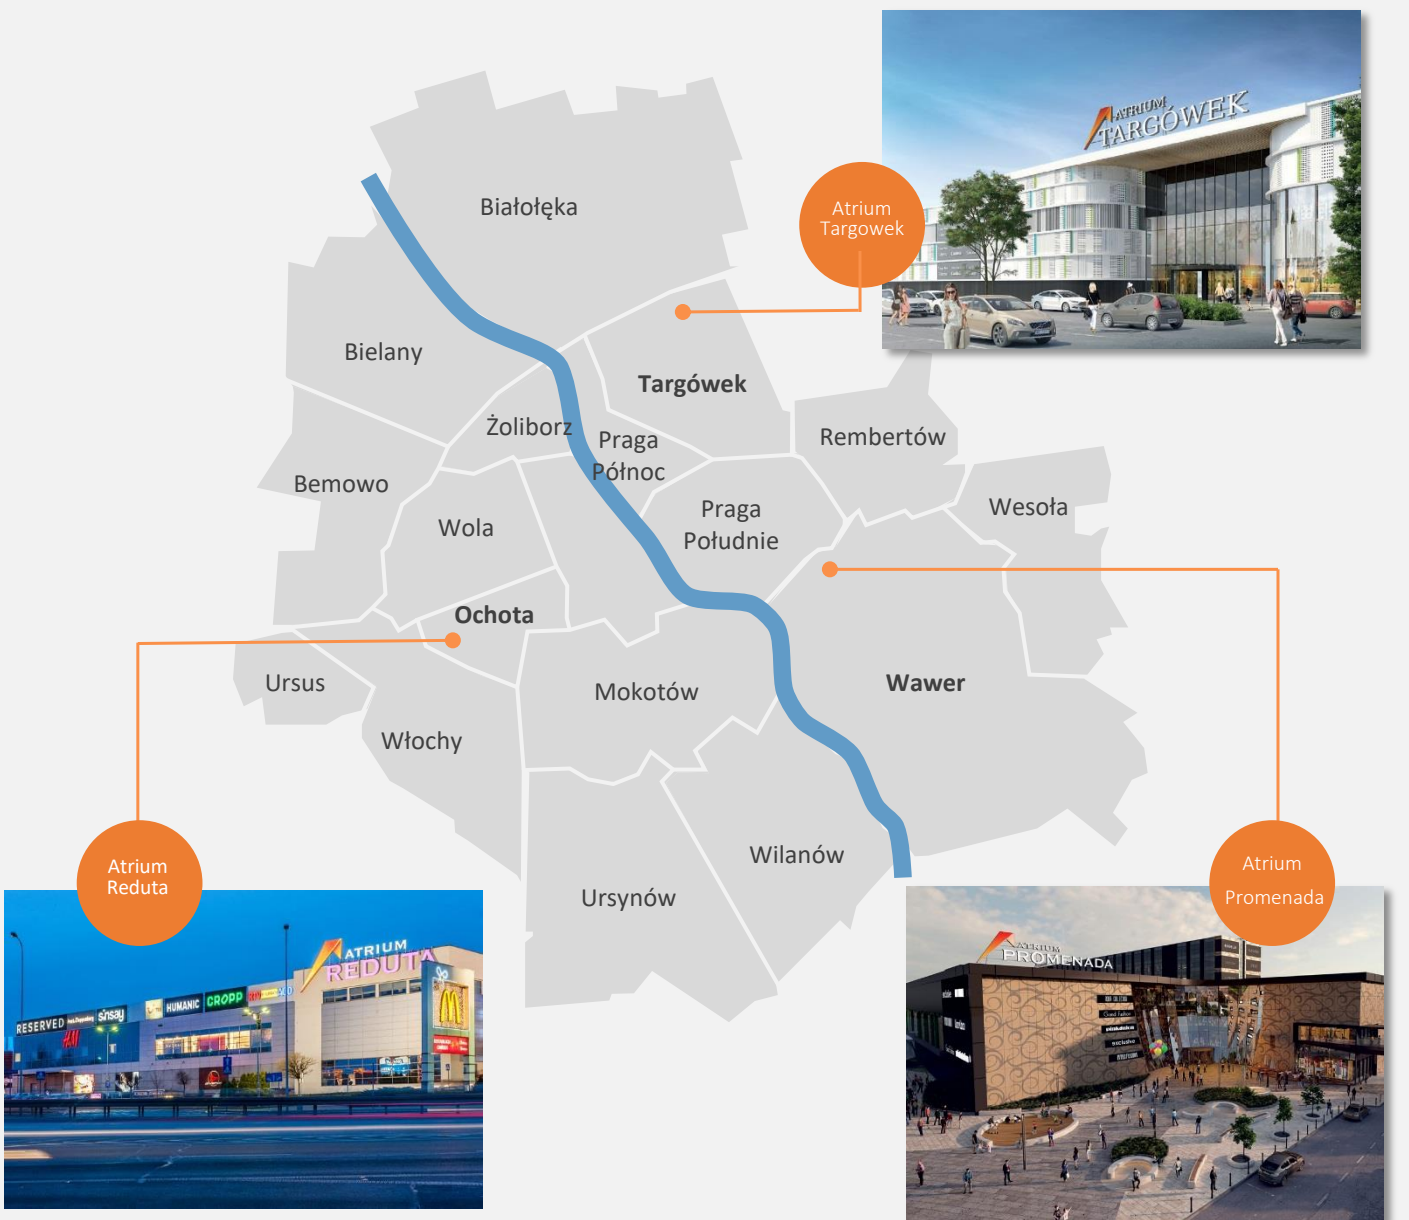 ATRIUM
TARGÓWEK
Atrium
Targowek
Białołęka
Bielany
Targówek
Żoliborz
Praga
Północ
Rembertów
Bemowo
Wola
Praga
Południe
Wesoła
Ochota
Ursus
Mokotów
Wawer
Włochy
Wilanów
Ursynów
Atrium
Reduta
Atrium
Promenada
ATRIUM
REDUTA
RESERVED
sinsay
HUMANIC
CROPP
H&M
ATRIUM
PROMENADA